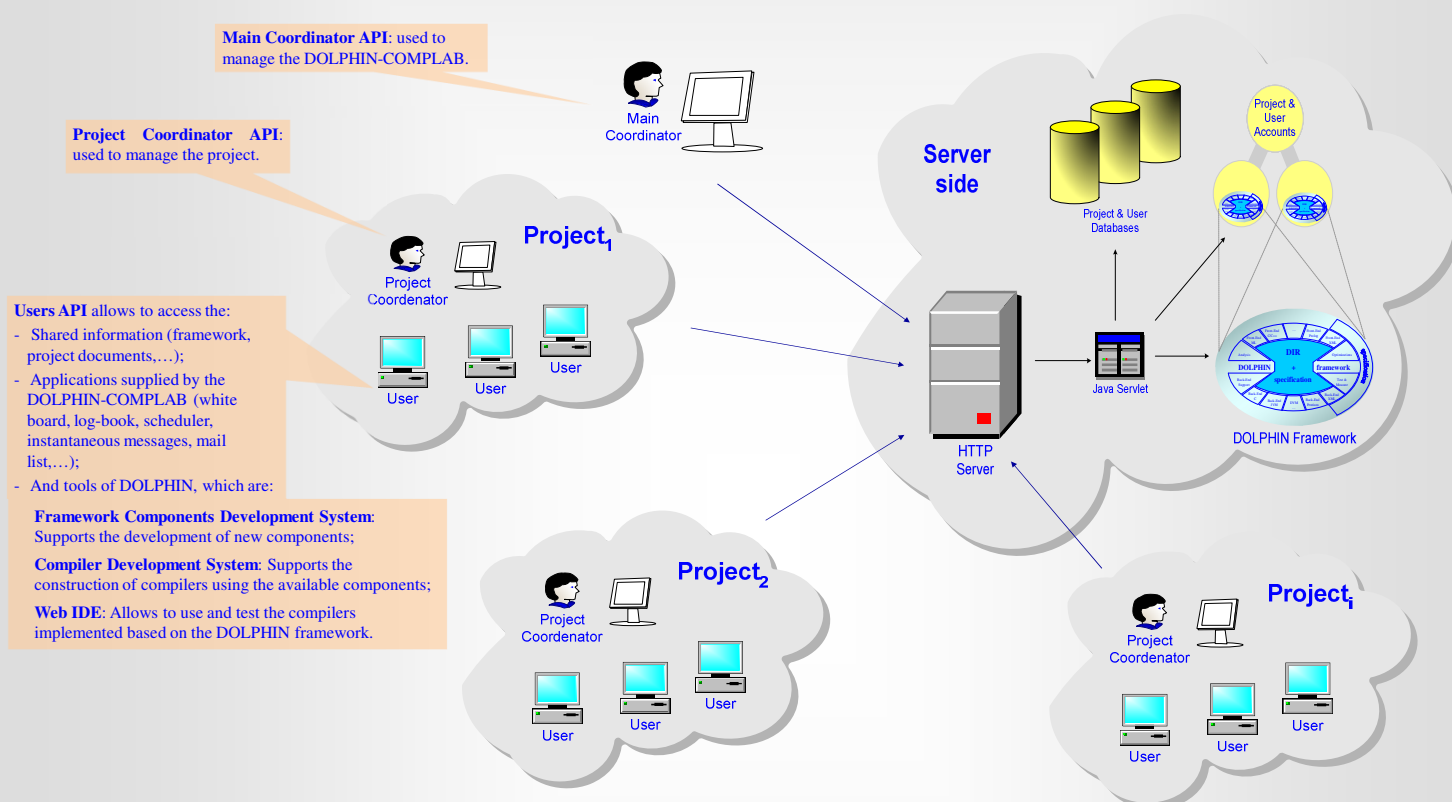 Main Coordinator API: used to
manage the DOLPHIN-COMPLAB.
Main
Coordinator
Project Coordinator API:
used to manage the project.
Project1
Project
Coordenator
User
User
User
Users API allows to access the:
- Shared information (framework,
project documents,…);
- Applications supplied by the
DOLPHIN-COMPLAB (white
board, log-book, scheduler,
instantaneous messages, mail
list,…);
- And tools of DOLPHIN, which are:
Framework Components Development System:
Supports the development of new components;
Compiler Development System: Supports the
construction of compilers using the available components;
Web IDE: Allows to use and test the compilers
implemented based on the DOLPHIN framework.
Server
side
Project & User
Databases
Project &
User
Accounts
HTTP
Server
Java Servlet
DIR
+
specification
DOLPHIN
framework
DOLPHIN Framework
Project2
Project
Coordenator
User
User
User
Projecti
Project
Coordenator
User
User
User